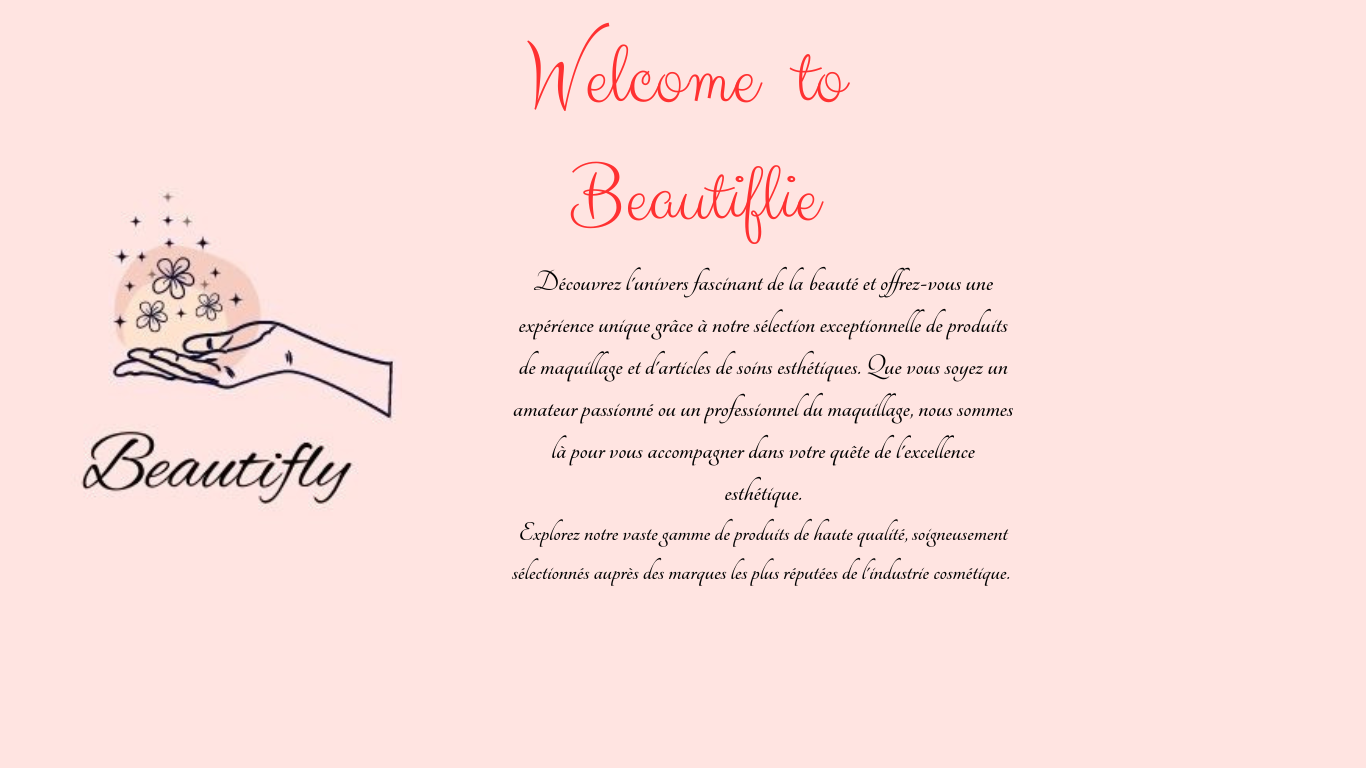 Welcome to
Beautiflie
Découvrez l'univers fascinant de la beauté et offrez-vous une
expérience unique grâce à notre sélection exceptionnelle de produits
de maquillage et d'articles de soins esthétiques. Que vous soyez un
amateur passionné ou un professionnel du maquillage, nous sommes
là pour vous accompagner dans votre quête de l'excellence
esthétique.
Explorez notre vaste gamme de produits de haute qualité, soigneusement
sélectionnés auprès des marques les plus réputées de l'industrie cosmétique.
Beautifly